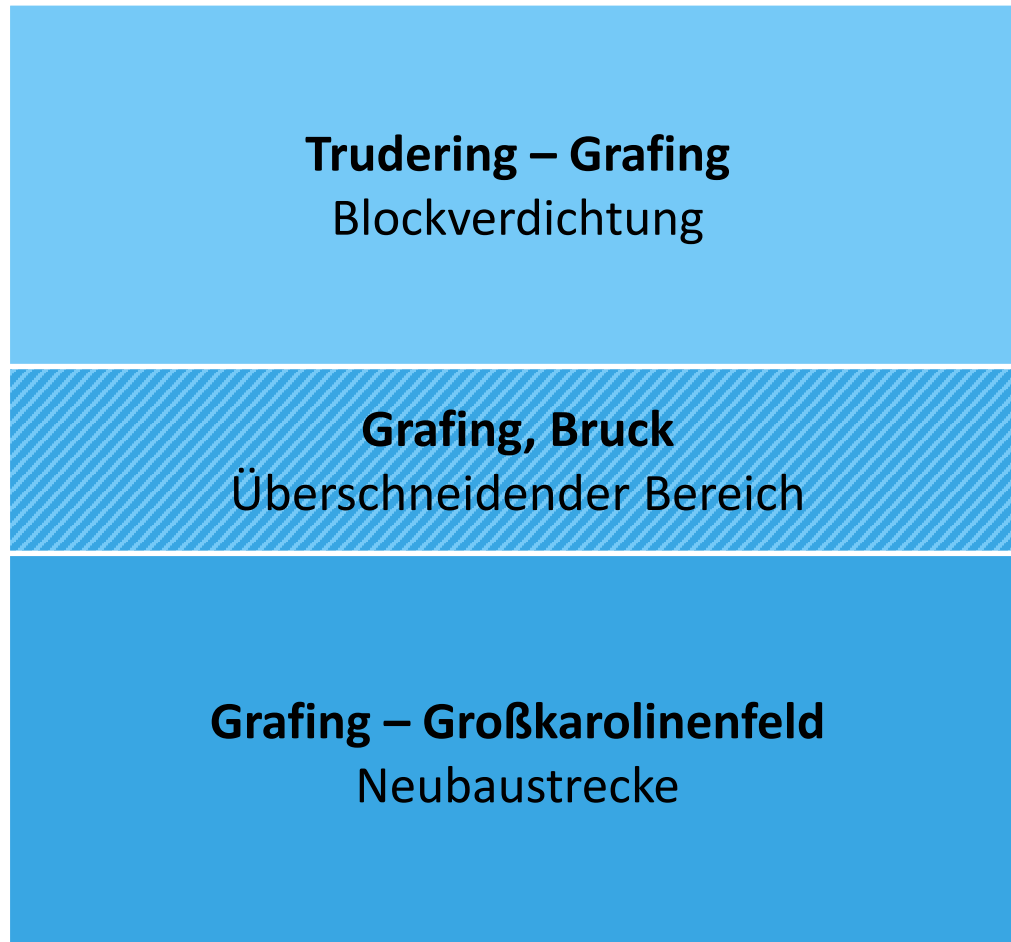 Trudering – Grafing
Blockverdichtung
Grafing, Bruck
Überschneidender Bereich
Grafing – Großkarolinenfeld
Neubaustrecke